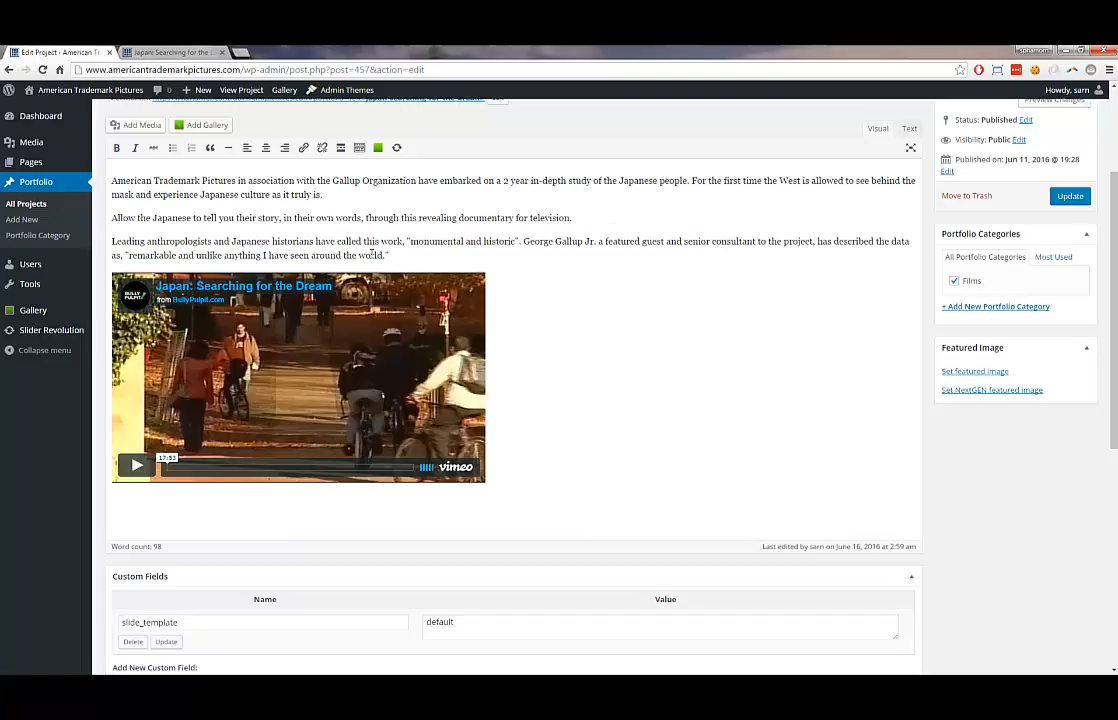 Edit Project ‹ American Tr
Japan: Searching for the D
www.americantrademarkpictures.com/wp-admin/post.php?post=457&action=edit
American Trademark Pictures 0 New View Project Gallery Admin Themes Howdy, sarn
Dashboard
Media
Pages
Portfolio
All Projects
Add New
Portfolio Category
Users
Tools
Gallery
Slider Revolution
Collapse menu
Add Media Add Gallery
Visual Text
American Trademark Pictures in association with the Gallup Organization have embarked on a 2 year in-depth study of the Japanese people. For the first time the West is allowed to see behind the
mask and experience Japanese culture as it truly is.
Allow the Japanese to tell you their story, in their own words, through this revealing documentary for television.
Leading anthropologists and Japanese historians have called this work, "monumental and historic". George Gallup Jr. a featured guest and senior consultant to the project, has described the data
as, "remarkable and unlike anything I have seen around the world."
BULLY PULPIT
Japan: Searching for the Dream
from BullyPulpit.com
17:53
vimeo
Word count: 98
Last edited by sarn on June 16, 2016 at 2:59 am
Custom Fields
Name Value
slide_template default
Delete Update
Add New Custom Field:
Preview Changes
Status: Published Edit
Visibility: Public Edit
Published on: Jun 11, 2016 @ 19:28
Edit
Move to Trash Update
Portfolio Categories
All Portfolio Categories Most Used
Films
+ Add New Portfolio Category
Featured Image
Set featured image
Set NextGEN featured image